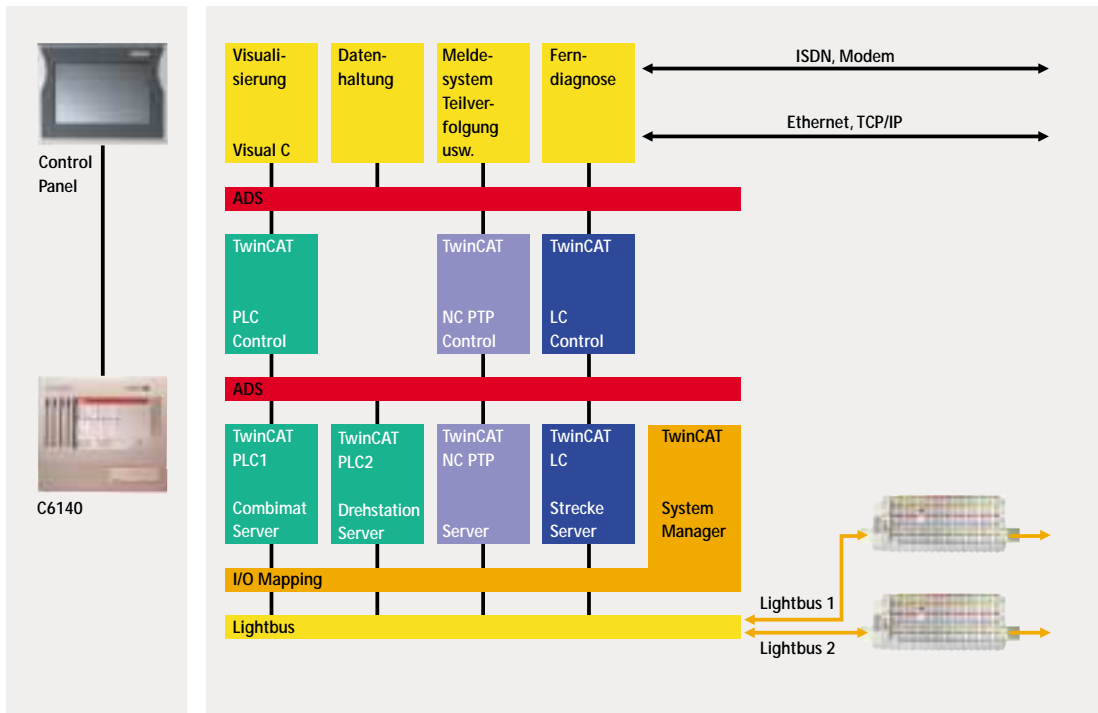 Control
Panel
C6140
Visuali-
sierung
Visual C
Daten-
haltung
Melde-
system
Teilver-
folgung
usw.
Fern-
diagnose
ISDN, Modem
Ethernet, TCP/IP
ADS
TwinCAT
PLC
Control
TwinCAT
NC PTP
Control
TwinCAT
LC
Control
ADS
TwinCAT
PLC1
Combimat
Server
TwinCAT
PLC2
Drehstation
Server
TwinCAT
NC PTP
Server
TwinCAT
LC
Strecke
Server
TwinCAT
System
Manager
I/O Mapping
Lightbus
Lightbus 1
Lightbus 2